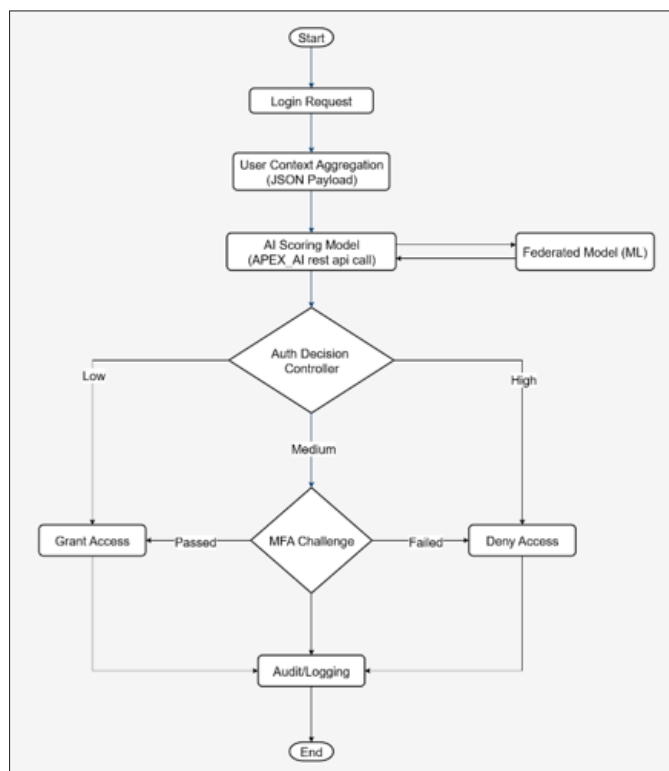 Start
Login Request
User Context Aggregation
(JSON Payload)
AI Scoring Model
(APEX_AI rest api call)
Federated Model (ML)
Auth Decision
Controller
Low
High
Medium
Grant Access
Passed
MFA Challenge
Failed
Deny Access
Audit/Logging
End